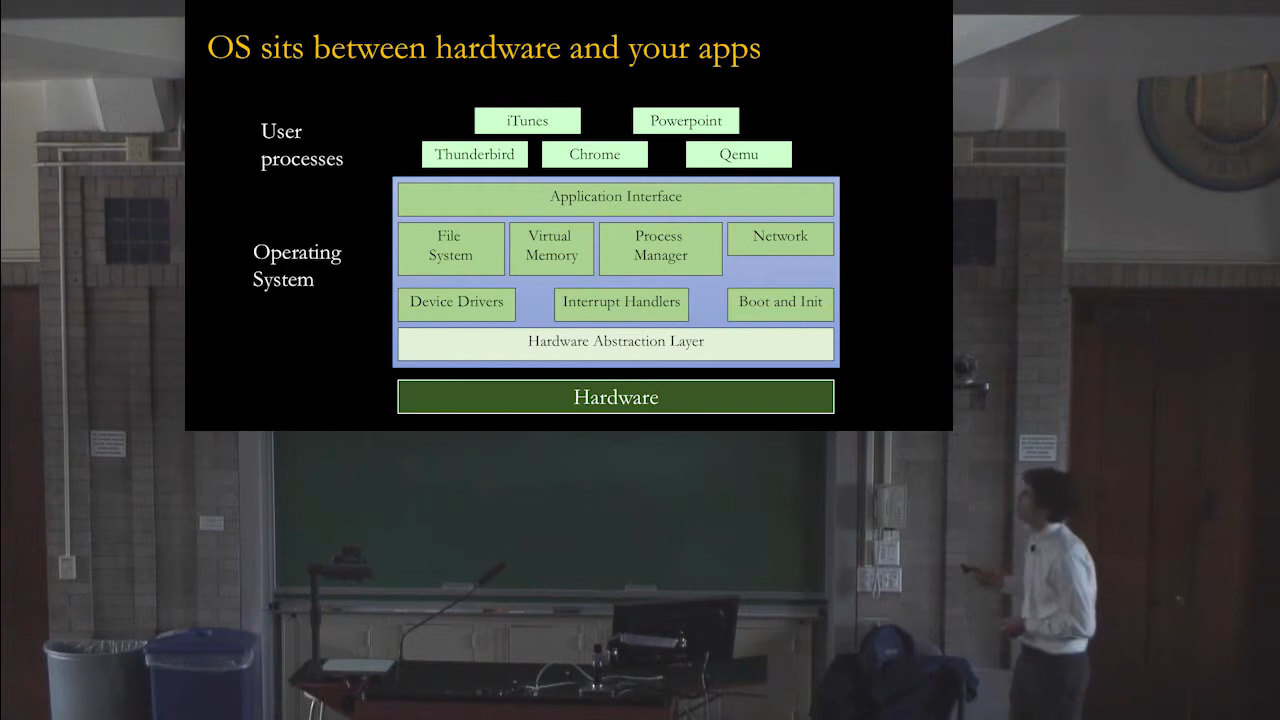 OS sits between hardware and your apps
User
processes
iTunes
Powerpoint
Thunderbird
Chrome
Qemu
Operating
System
Application Interface
File
System
Virtual
Memory
Process
Manager
Network
Device Drivers
Interrupt Handlers
Boot and Init
Hardware Abstraction Layer
Hardware